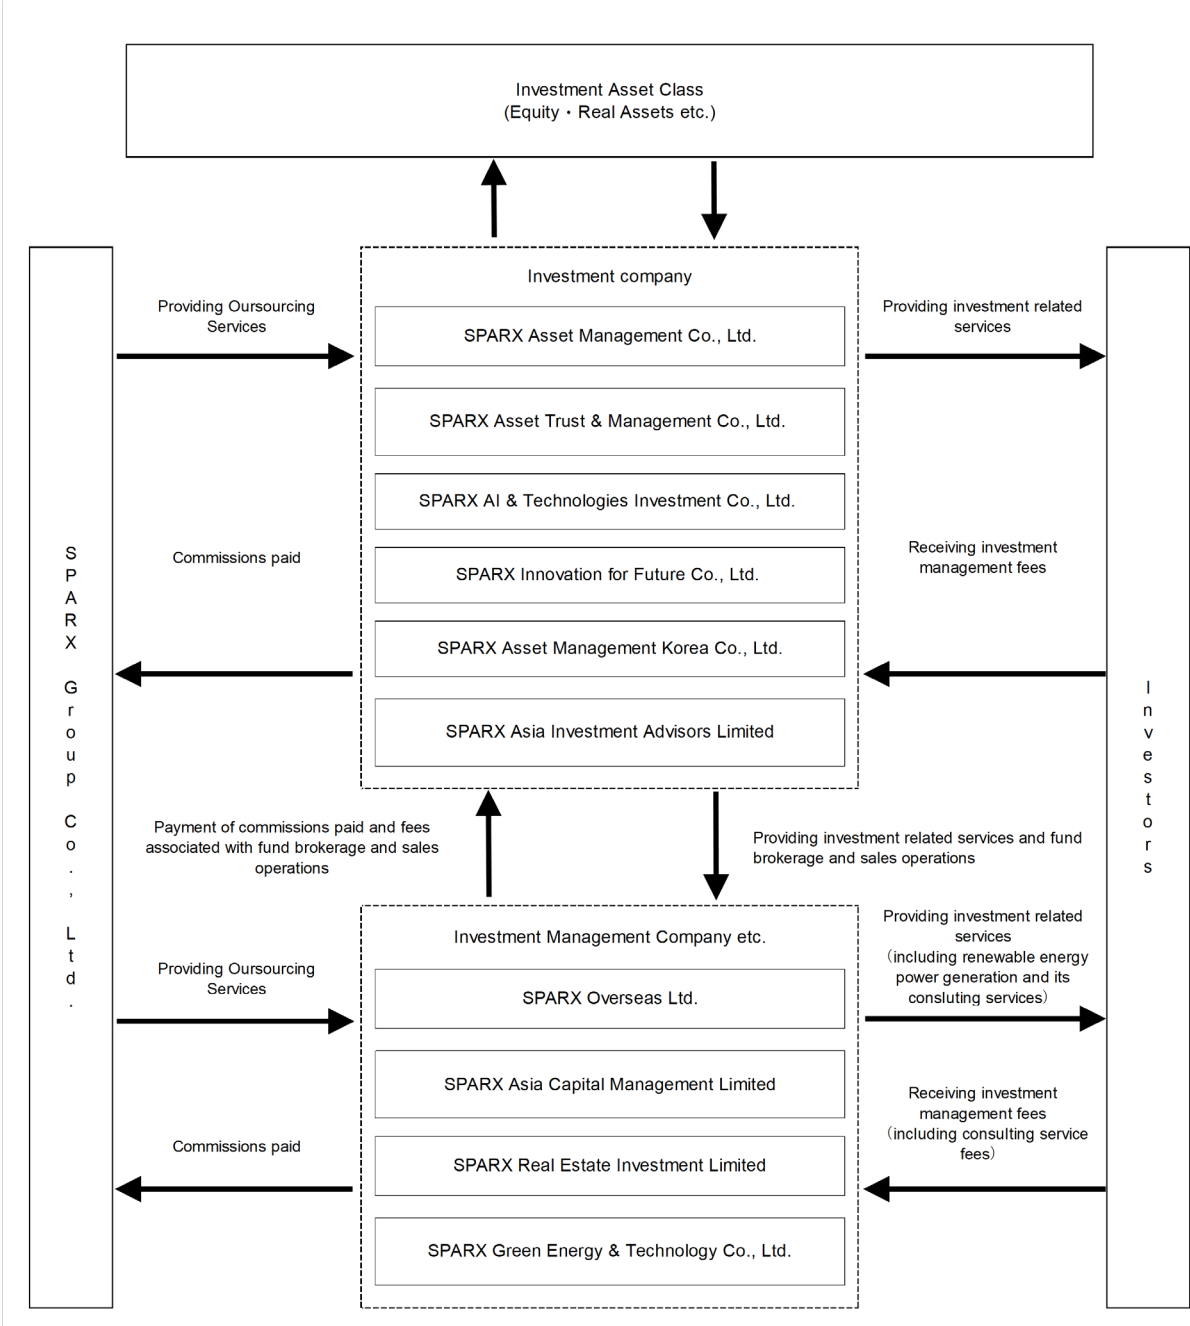 Investment Asset Class
(Equity・Real Assets etc.)
Investment company
Providing Oursourcing
Services
SPARX Asset Management Co., Ltd.
Providing investment related
services
SPARX Asset Trust & Management Co., Ltd.
SPARX AI & Technologies Investment Co., Ltd.
Commissions paid
SPARX Innovation for Future Co., Ltd.
Receiving investment
management fees
SPARX Asset Management Korea Co., Ltd.
SPARX Asia Investment Advisors Limited
SPARX Group Co., Ltd.
Investors
Payment of commissions paid and fees
associated with fund brokerage and sales
operations
Providing investment related services and fund
brokerage and sales operations
Investment Management Company etc.
Providing Oursourcing
Services
SPARX Overseas Ltd.
Providing investment related
services
（including renewable energy
power generation and its
consluting services）
SPARX Asia Capital Management Limited
Commissions paid
SPARX Real Estate Investment Limited
Receiving investment
management fees
（including consulting service
fees）
SPARX Green Energy & Technology Co., Ltd.